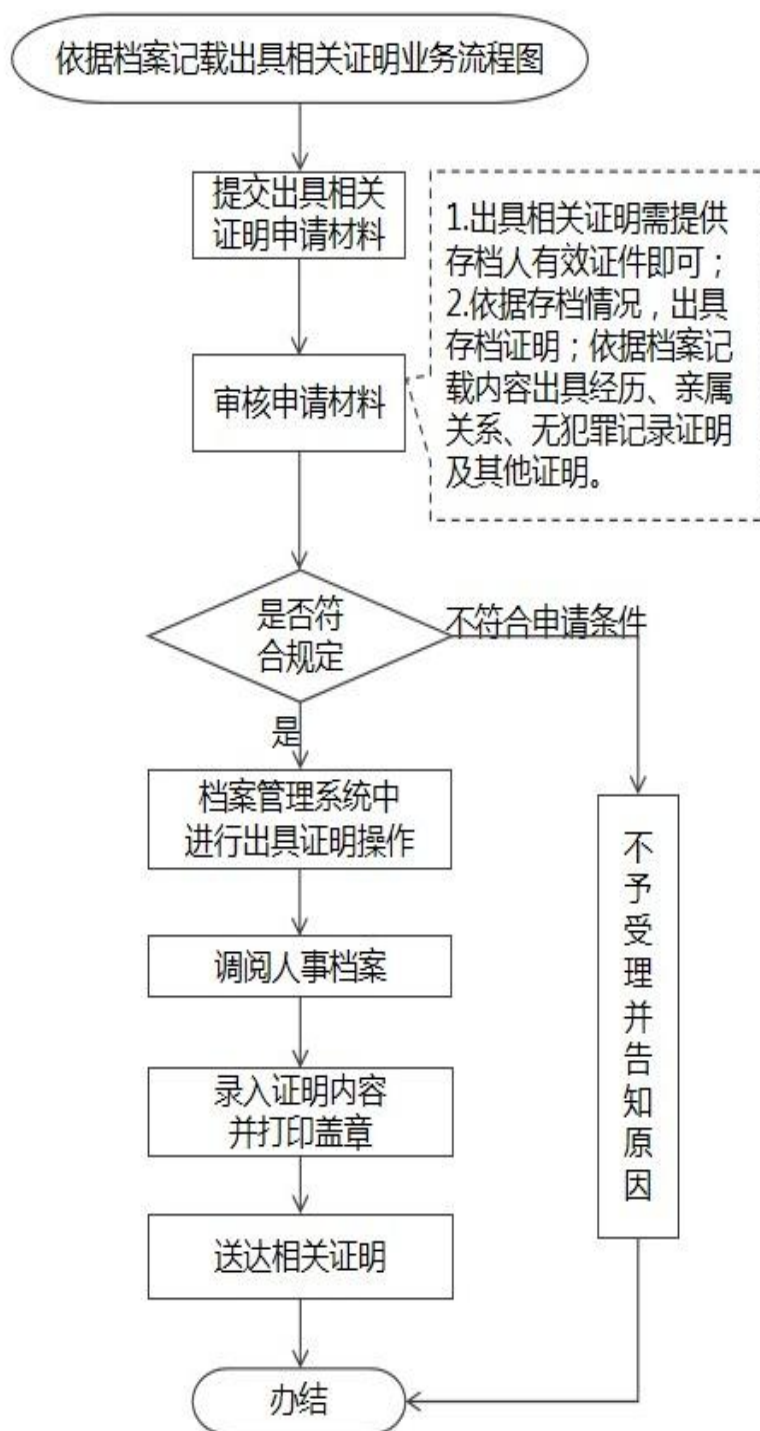 依据档案记载出具相关证明业务流程图
提交出具相关
证明申请材料
1.出具相关证明需提供
存档人有效证件即可；
2.依据存档情况，出具
存档证明；依据档案记
载内容出具经历、亲属
关系、无犯罪记录证明
及其他证明。
审核申请材料
是否符
合规定
不符合申请条件
是
档案管理系统中
进行出具证明操作
调阅人事档案
录入证明内容
并打印盖章
送达相关证明
不予受理并告知原因
办结